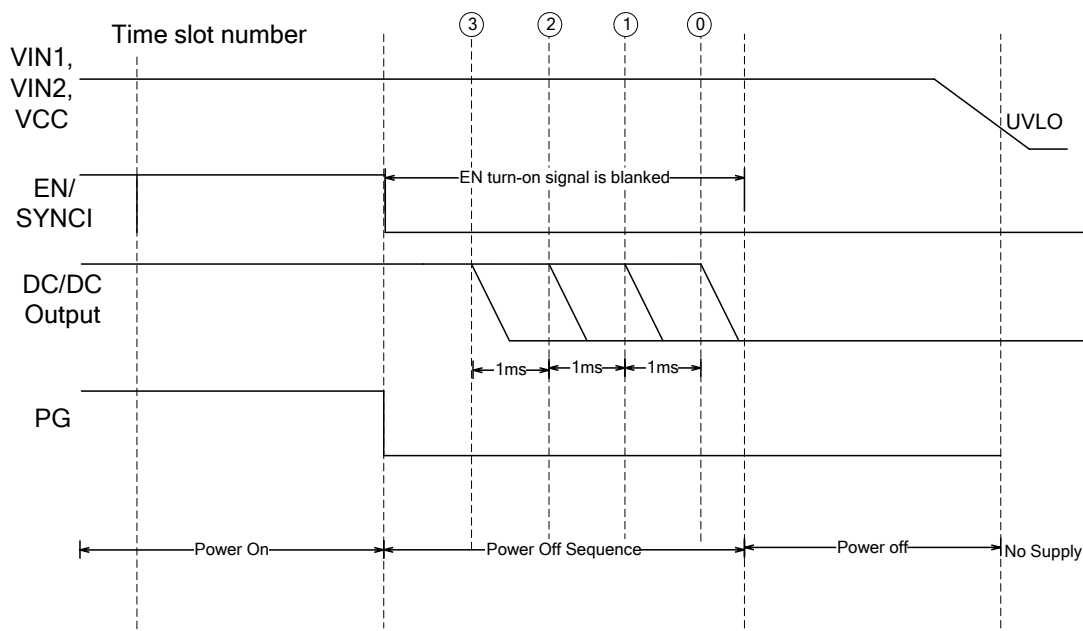 3 2 1 0
Time slot number
VIN1,
VIN2,
VCC
UVLO
EN/
SYNCI
EN turn-on signal is blanked
DC/DC
Output
1ms 1ms 1ms
PG
Power On Power Off Sequence Power off No Supply